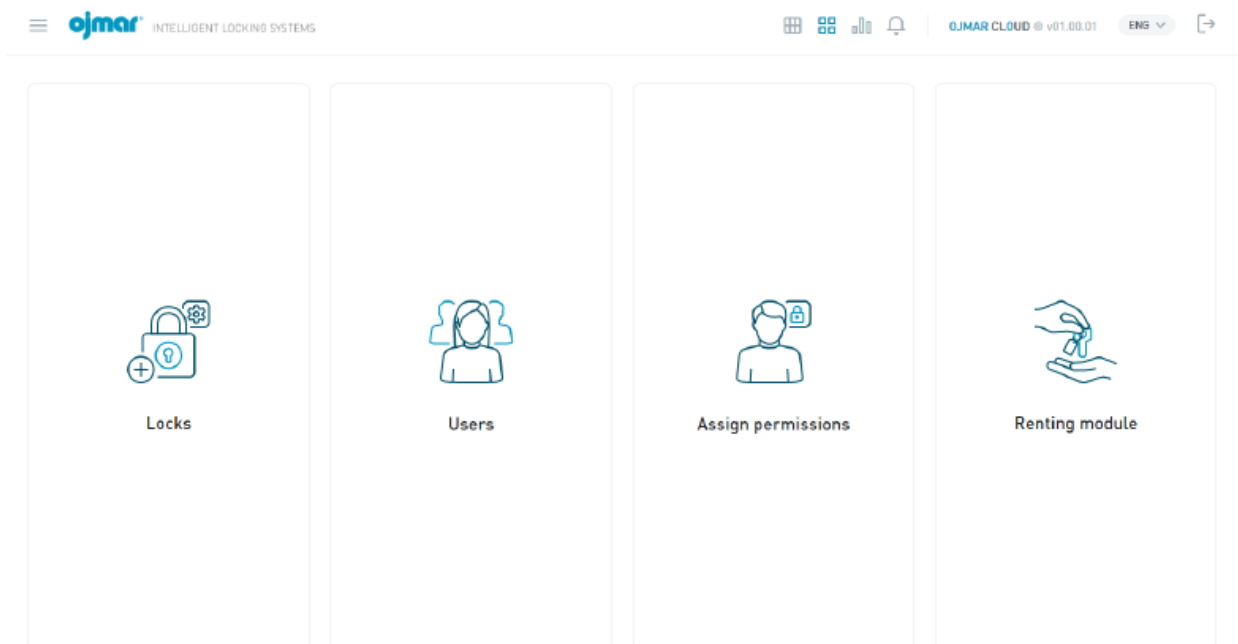 ojmar® INTELLIGENT LOCKING SYSTEMS
OJMAR CLOUD ® v01.00.01
ENG
Locks
Users
Assign permissions
Renting module